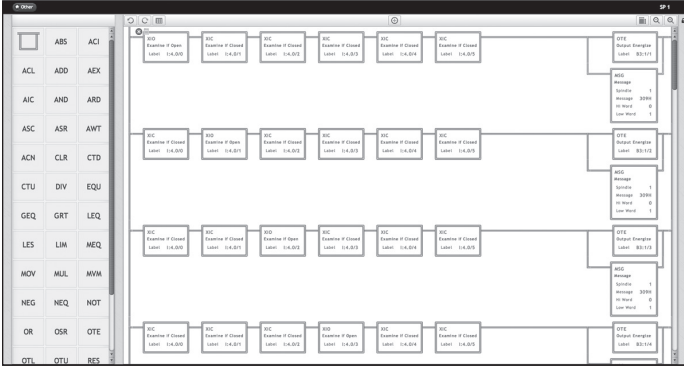 Other
SP 1
ABS ACI
ACL ADD AEX
AIC AND ARD
ASC ASR AWT
ACN CLR CTD
CTU DIV EQU
GEQ GRT LEQ
LES LIM MEQ
MOV MUL MVM
NEG NEQ NOT
OR OSR OTE
OTL OTU RES
XIO XIC XIC XIC XIC XIC OTE
Examine if Open Examine if Closed Examine if Closed Examine if Closed Examine if Closed Examine if Closed Output Energize
Label I:4.0/0 Label I:4.0/1 Label I:4.0/2 Label I:4.0/3 Label I:4.0/4 Label I:4.0/5 Label B3:1/1
MSG
Message
Spindle 1
Message 3099
Hi Word 0
Low Word 1
XIC XIO XIC XIC XIC XIC OTE
Examine if Closed Examine if Open Examine if Closed Examine if Closed Examine if Closed Examine if Closed Output Energize
Label I:4.0/0 Label I:4.0/1 Label I:4.0/2 Label I:4.0/3 Label I:4.0/4 Label I:4.0/5 Label B3:1/2
MSG
Message
Spindle 1
Message 3099
Hi Word 0
Low Word 1
XIC XIC XIO XIC XIC XIC OTE
Examine if Closed Examine if Closed Examine if Open Examine if Closed Examine if Closed Examine if Closed Output Energize
Label I:4.0/0 Label I:4.0/1 Label I:4.0/2 Label I:4.0/3 Label I:4.0/4 Label I:4.0/5 Label B3:1/3
MSG
Message
Spindle 1
Message 3099
Hi Word 0
Low Word 1
XIC XIC XIC XIO XIC XIC OTE
Examine if Closed Examine if Closed Examine if Closed Examine if Open Examine if Closed Examine if Closed Output Energize
Label I:4.0/0 Label I:4.0/1 Label I:4.0/2 Label I:4.0/3 Label I:4.0/4 Label I:4.0/5 Label B3:1/4